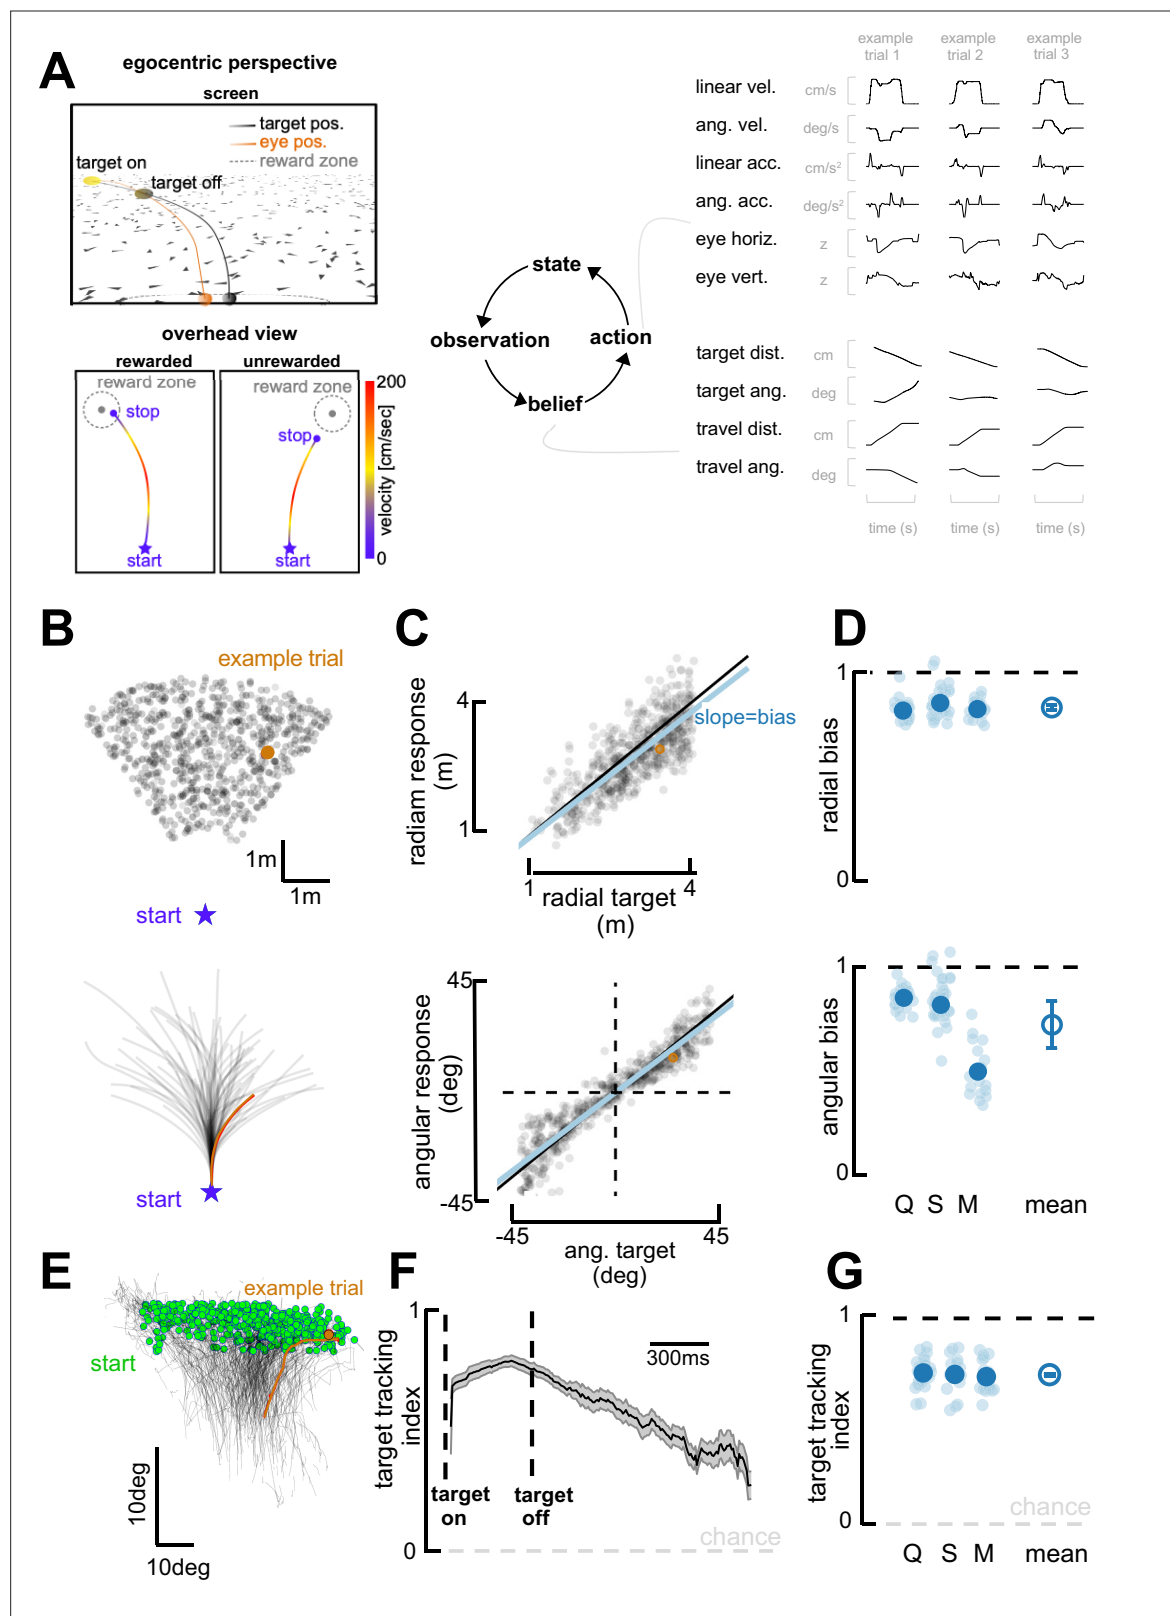 A
egocentric perspective
screen
target pos.
eye pos.
reward zone
target on
target off
overhead view
rewarded
unrewarded
reward zone
stop
start
reward zone
stop
start
200
velocity [cm/sec]
0
state
observation
action
belief
example
trial 1
example
trial 2
example
trial 3
linear vel.
cm/s
ang. vel.
deg/s
linear acc.
cm/s²
ang. acc.
deg/s²
eye horiz.
z
eye vert.
z
target dist.
cm
target ang.
deg
travel dist.
cm
travel ang.
deg
time (s)
time (s)
time (s)
B
example trial
1m
1m
start
start
C
radiam response
(m)
4
1
slope=bias
1
4
radial target
(m)
angular response
(deg)
45
-45
-45
45
ang. target
(deg)
D
radial bias
1
0
angular bias
1
0
Q S M mean
E
example trial
start
10deg
10deg
F
target tracking
index
1
0
300ms
target
on
target
off
chance
G
target tracking
index
1
0
chance
Q S M mean